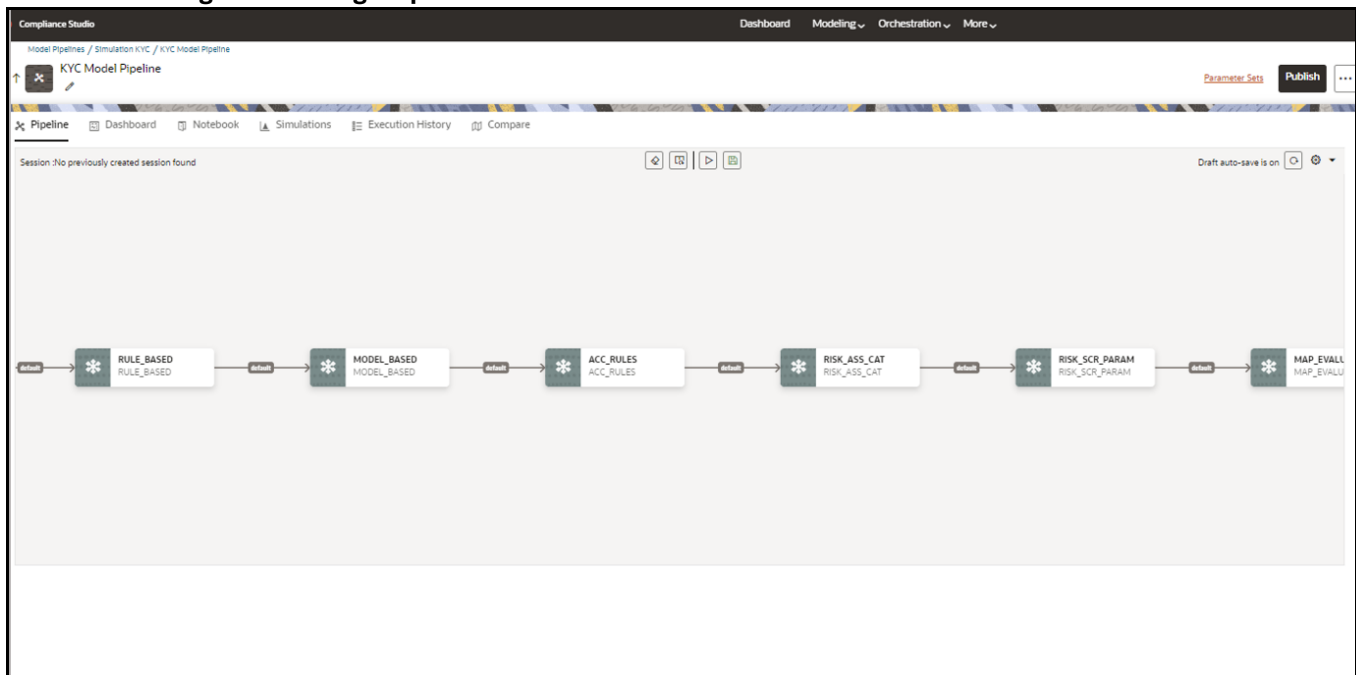 Compliance Studio Dashboard Modeling Orchestration More
Model Pipelines / Simulation KYC / KYC Model Pipeline
KYC Model Pipeline
Parameter Sets Publish ...
Pipeline Dashboard Notebook Simulations Execution History Compare
Session :No previously created session found Draft auto-save is on
default RULE_BASED default MODEL_BASED default ACC_RULES default RISK_ASS_CAT default RISK_SCR_PARAM default MAP_EVALU
RULE_BASED MODEL_BASED ACC_RULES RISK_ASS_CAT RISK_SCR_PARAM MAP_EVALU